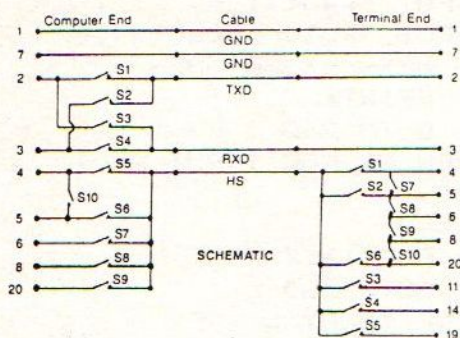 Computer End Cable Terminal End
1 GND 1
7 GND 7
2 S1 TXD 2
S2
S3
3 S4 RXD 3
4 S5 HS S1 4
S10 S2 S7 5
S8
5 S6 6
S9
6 S7 8
S6 S10 20
8 S8 SCHEMATIC S3 11
20 S9 S4 14
S5 19